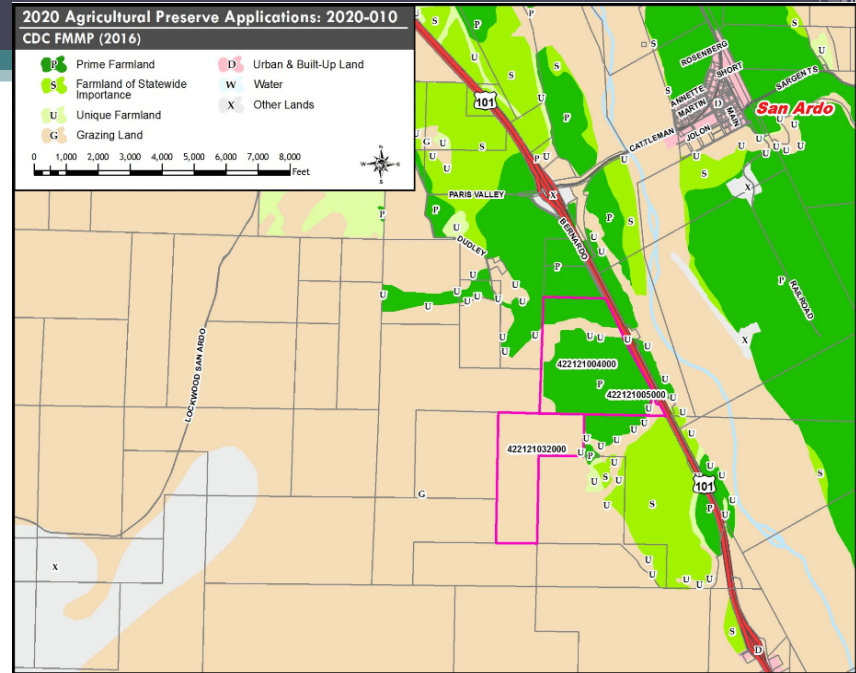 2020 Agricultural Preserve Applications: 2020-010
CDC FMMP (2016)
P Prime Farmland
S Farmland of Statewide
Importance
U Unique Farmland
G Grazing Land
D Urban & Built-Up Land
W Water
X Other Lands
0 1,000 2,000 3,000 4,000 5,000 6,000 7,000 8,000
Feet
N
W E
S
101
ROSENBERG
SHORT
SARGENTS
ANNETTE
MARTIN
MAIN
San Ardo
CATTLEMAN
JOLON
PARIS VALLEY
BERNARDO
DUDLEY
RAILROAD
LOCKWOOD SAN ARDO
422121004000
422121005000
422121032000
101
G
X
D